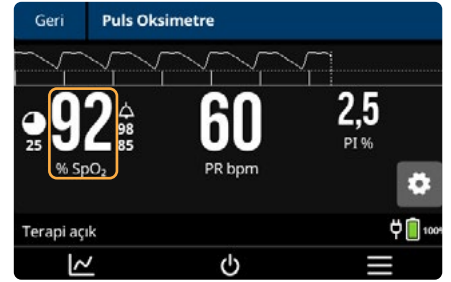 Geri Puls Oksimetre
92 98 60 2,5
25 85
% SpO₂ PR bpm PI %
Terapi açık 100%